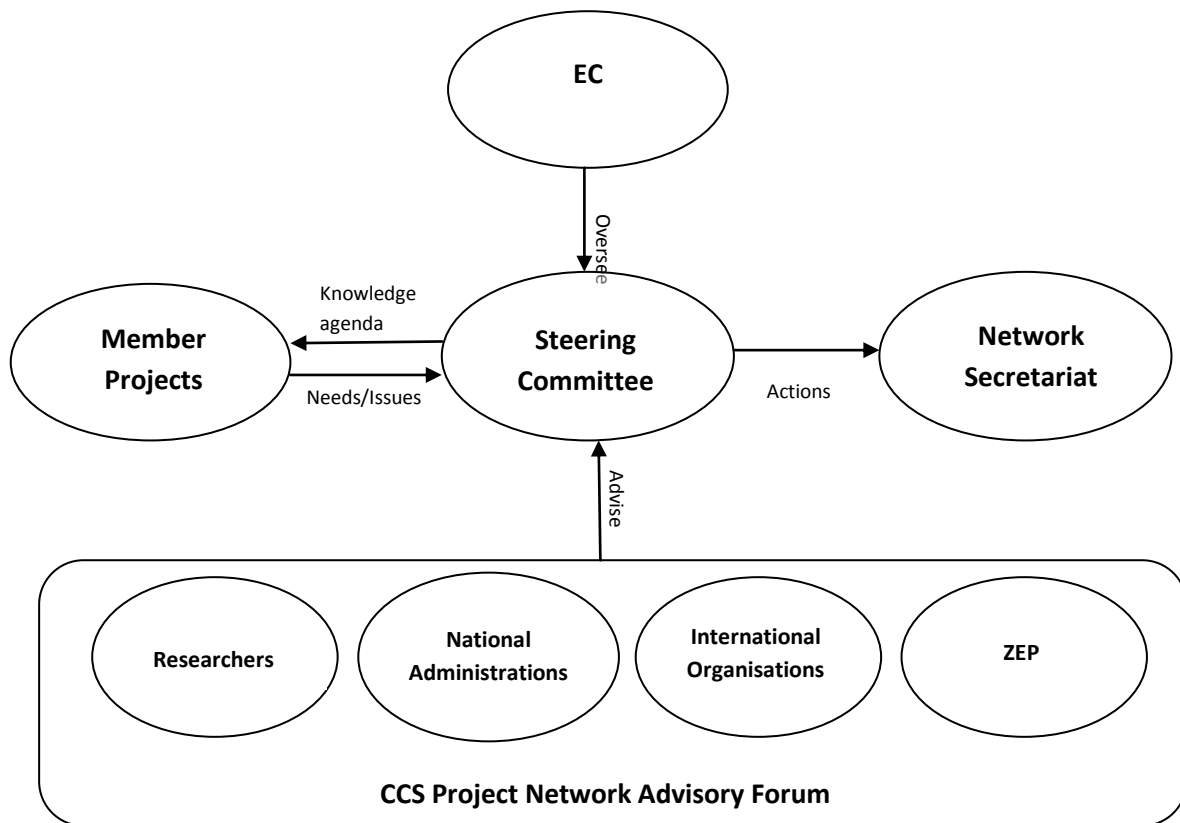 EC
Oversee
Knowledge
agenda
Member
Projects
Steering
Committee
Network
Secretariat
Needs/Issues
Actions
Advise
Researchers
National
Administrations
International
Organisations
ZEP
CCS Project Network Advisory Forum